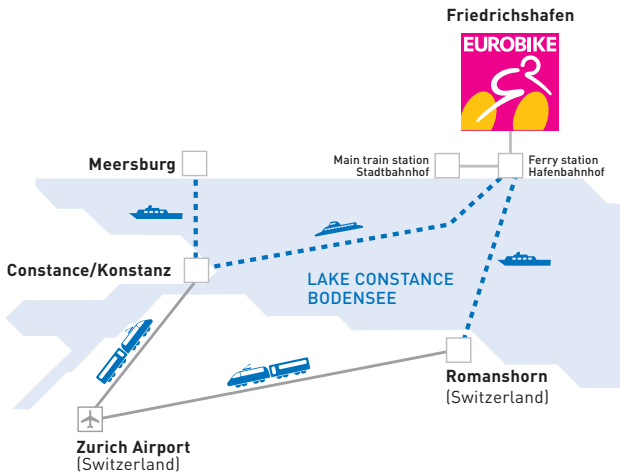 Friedrichshafen
EUROBIKE
Meersburg
Main train station
Stadtbahnhof
Ferry station
Hafenbahnhof
Constance/Konstanz
LAKE CONSTANCE
BODENSEE
Romanshorn
(Switzerland)
Zurich Airport
(Switzerland)